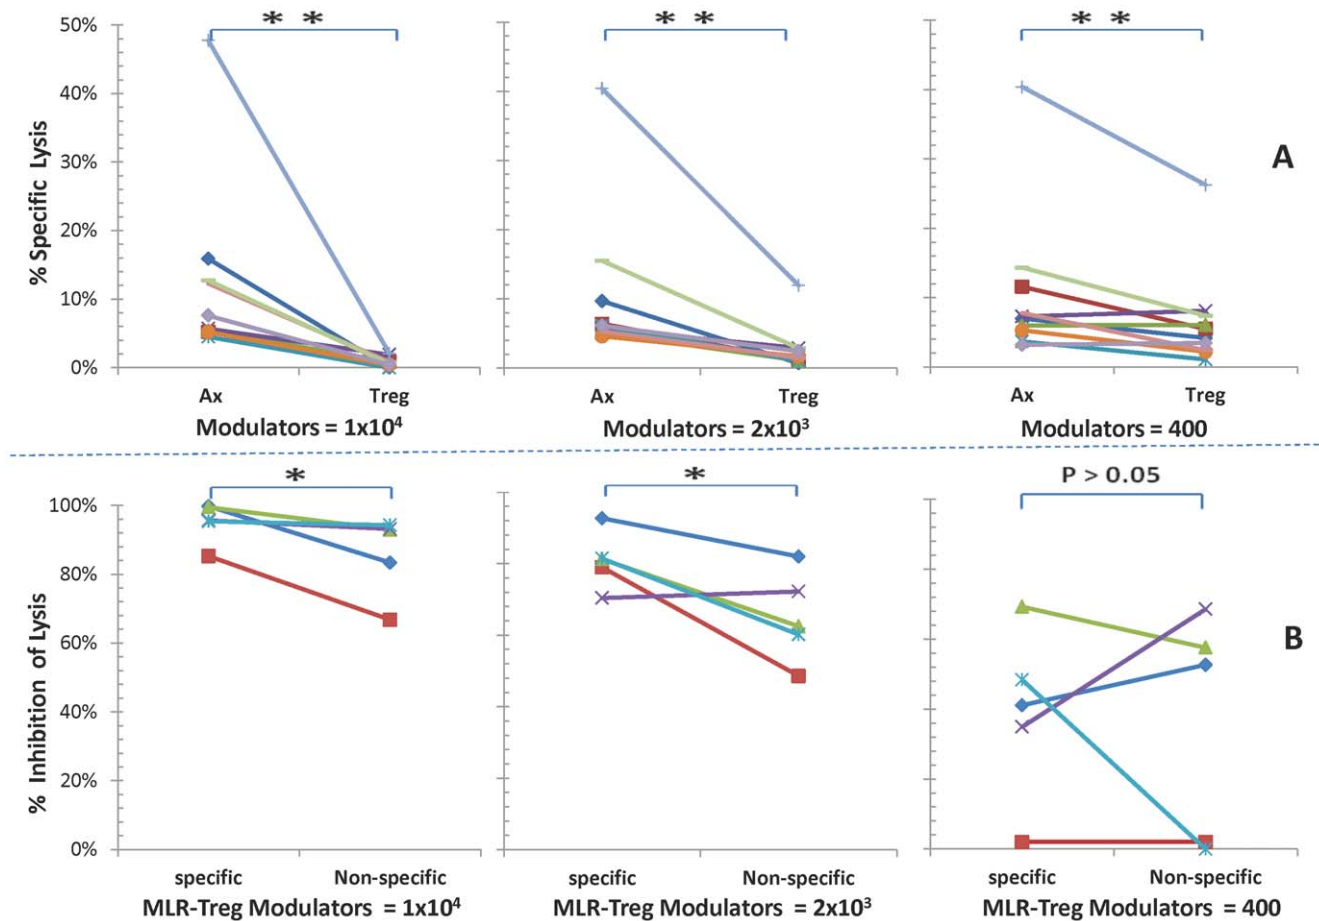 50%
40%
30%
20%
10%
0%
% Specific Lysis
* *
* *
* *
A
Ax Treg
Ax Treg
Ax Treg
Modulators = 1x10⁴
Modulators = 2x10³
Modulators = 400
100%
80%
60%
40%
20%
0%
% Inhibition of Lysis
*
*
P > 0.05
B
specific Non-specific
specific Non-specific
specific Non-specific
MLR-Treg Modulators = 1x10⁴
MLR-Treg Modulators = 2x10³
MLR-Treg Modulators = 400